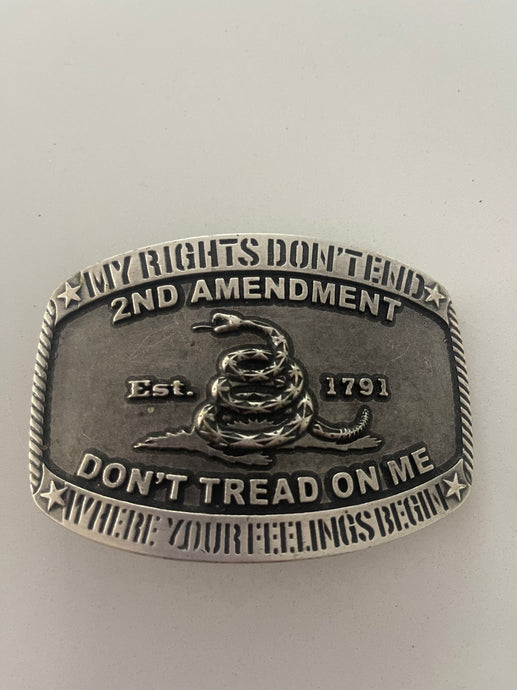 MY RIGHTS DON'T END
2ND AMENDMENT
Est. 1791
DON'T TREAD ON ME
WHERE YOUR FEELINGS BEGIN